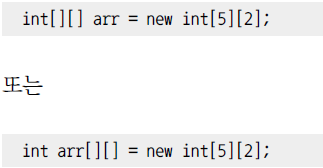 int[][] arr = new int[5][2];
또는
int arr[][] = new int[5][2];